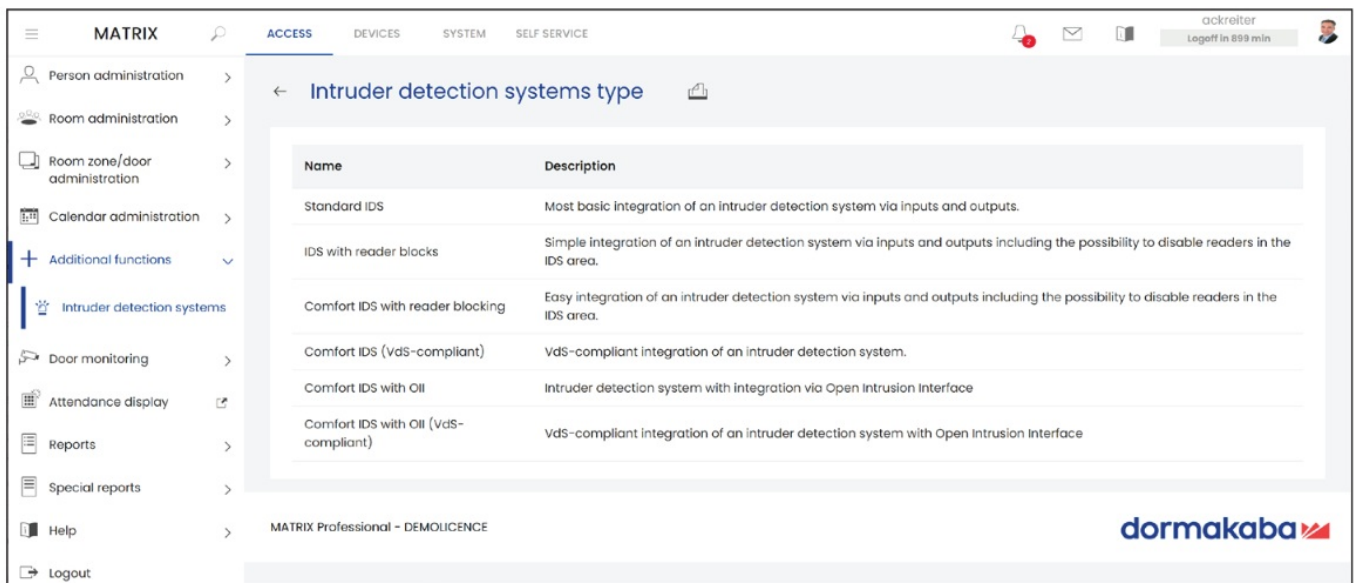 MATRIX
ACCESS
DEVICES
SYSTEM
SELF SERVICE
2
ackreiter
Logoff in 899 min
Person administration
Room administration
Room zone/door
administration
Calendar administration
Additional functions
Intruder detection systems
Door monitoring
Attendance display
Reports
Special reports
Help
Logout
Intruder detection systems type
Name Description
Standard IDS Most basic integration of an intruder detection system via inputs and outputs.
IDS with reader blocks Simple integration of an intruder detection system via inputs and outputs including the possibility to disable readers in the
IDS area.
Comfort IDS with reader blocking Easy integration of an intruder detection system via inputs and outputs including the possibility to disable readers in the
IDS area.
Comfort IDS (VdS-compliant) VdS-compliant integration of an intruder detection system.
Comfort IDS with OII Intruder detection system with integration via Open Intrusion Interface
Comfort IDS with OII (VdS-
compliant) VdS-compliant integration of an intruder detection system with Open Intrusion Interface
MATRIX Professional - DEMOLICENCE
dormakaba